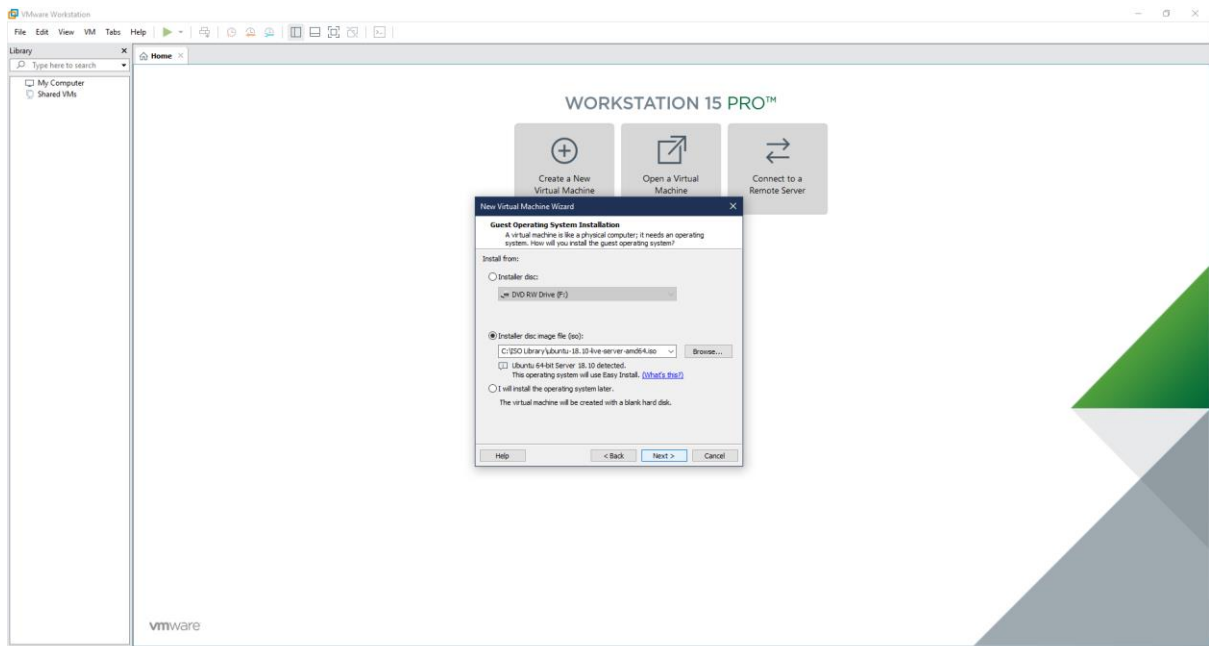 VMware Workstation
File Edit View VM Tabs Help
Library
Type here to search
My Computer
Shared VMs
Home
WORKSTATION 15 PRO™
Create a New
Virtual Machine
Open a Virtual
Machine
Connect to a
Remote Server
New Virtual Machine Wizard
Guest Operating System Installation
A virtual machine is like a physical computer; it needs an operating
system. How will you install the guest operating system?
Install from:
Installer disc:
DVD RW Drive (F:)
Installer disc image file (iso):
C:\ISO Library\ubuntu-18.10-live-server-amd64.iso
Browse...
Ubuntu 64-bit Server 18.10 detected.
This operating system will use Easy Install. (What's this?)
I will install the operating system later.
The virtual machine will be created with a blank hard disk.
Help
< Back
Next >
Cancel
vmware